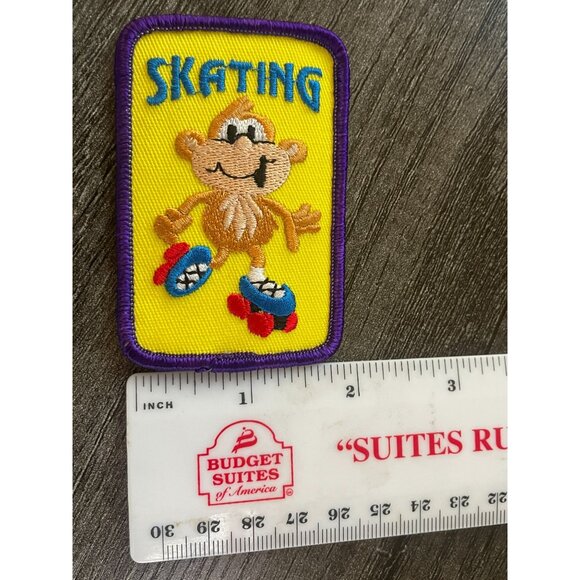 SKATING
INCH 1 2 3
"SUITES RU
BUDGET
SUITES
of America
30 29 28 27 26 25 24 23 22